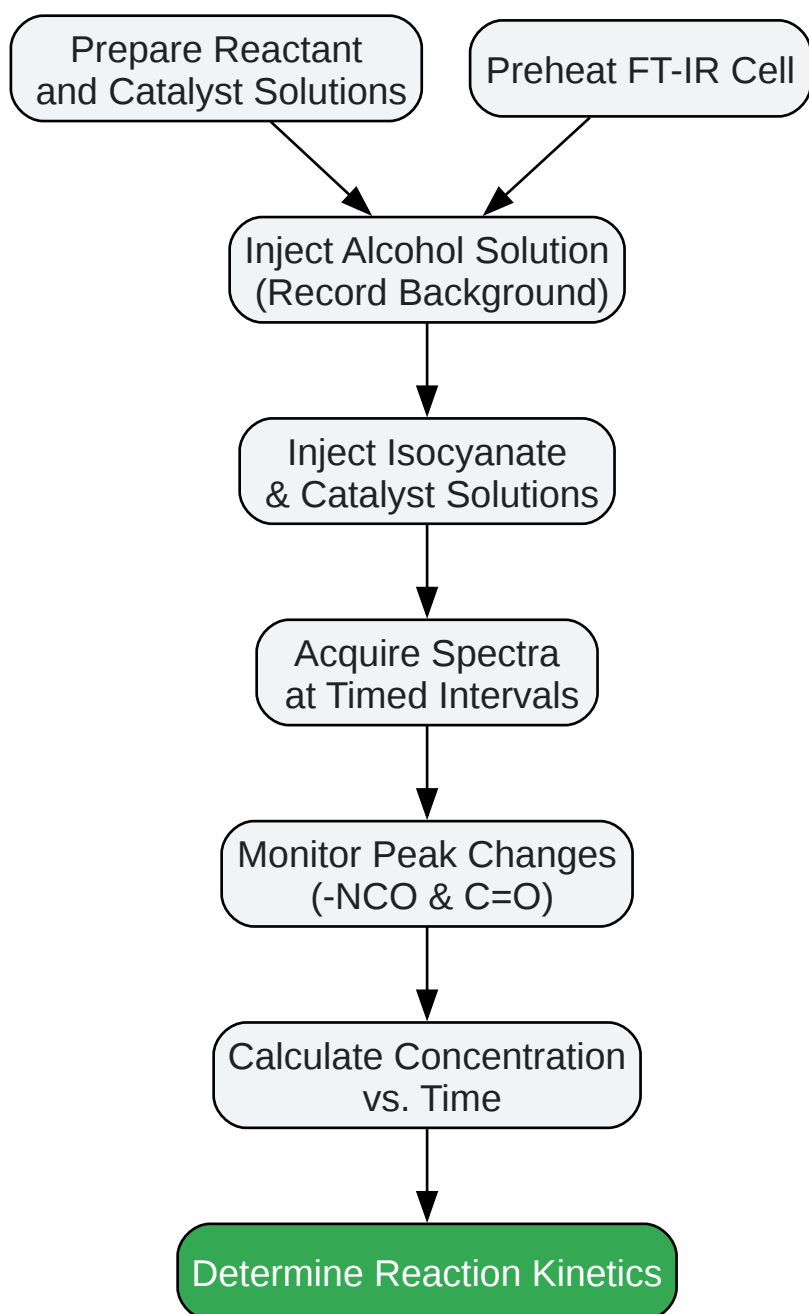 Prepare Reactant
and Catalyst Solutions
Preheat FT-IR Cell
Inject Alcohol Solution
(Record Background)
Inject Isocyanate
& Catalyst Solutions
Acquire Spectra
at Timed Intervals
Monitor Peak Changes
(-NCO & C=O)
Calculate Concentration
vs. Time
Determine Reaction Kinetics